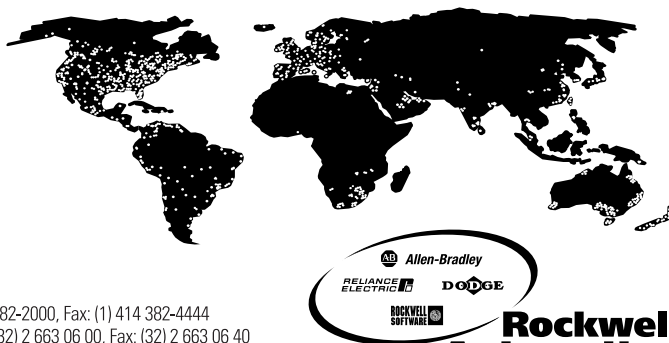 AB Allen-Bradley
RELIANCE ELECTRIC
DODGE
ROCKWELL SOFTWARE
82-2000, Fax: (1) 414 382-4444
32) 2 663 06 00, Fax: (32) 2 663 06 40
Rockwel